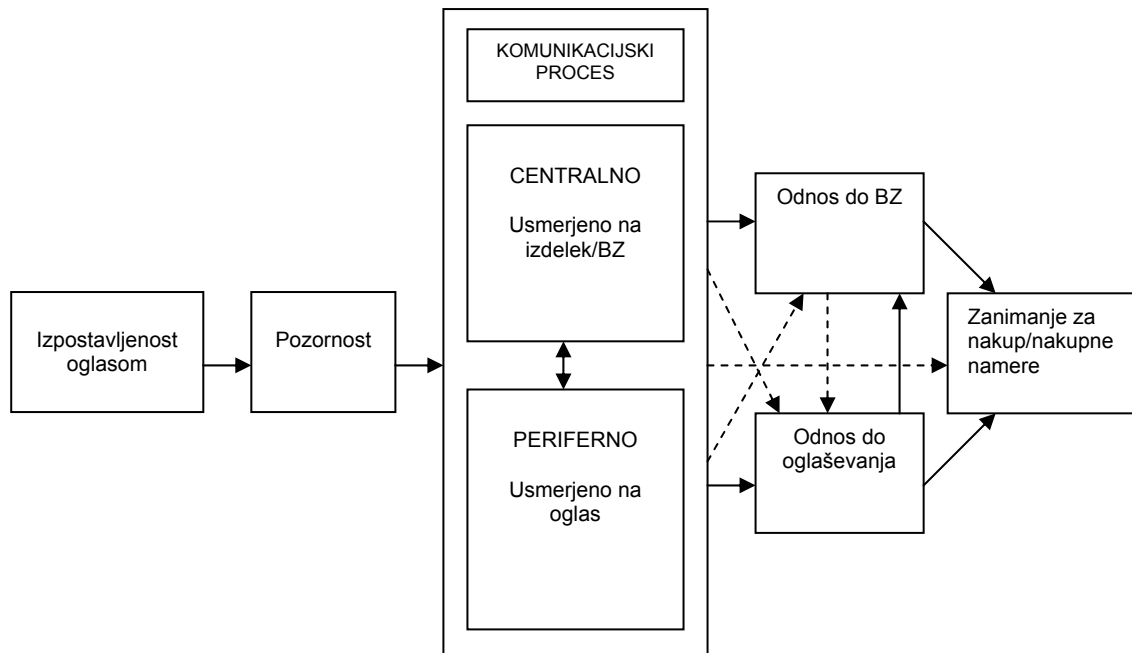 KOMUNIKACIJSKI
PROCES
CENTRALNO
Usmerjeno na
izdelek/BZ
PERIFERNO
Usmerjeno na
oglas
Izpostavljenost
oglasom
Pozornost
Odnos do BZ
Odnos do
oglaševanja
Zanimanje za
nakup/nakupne
namere